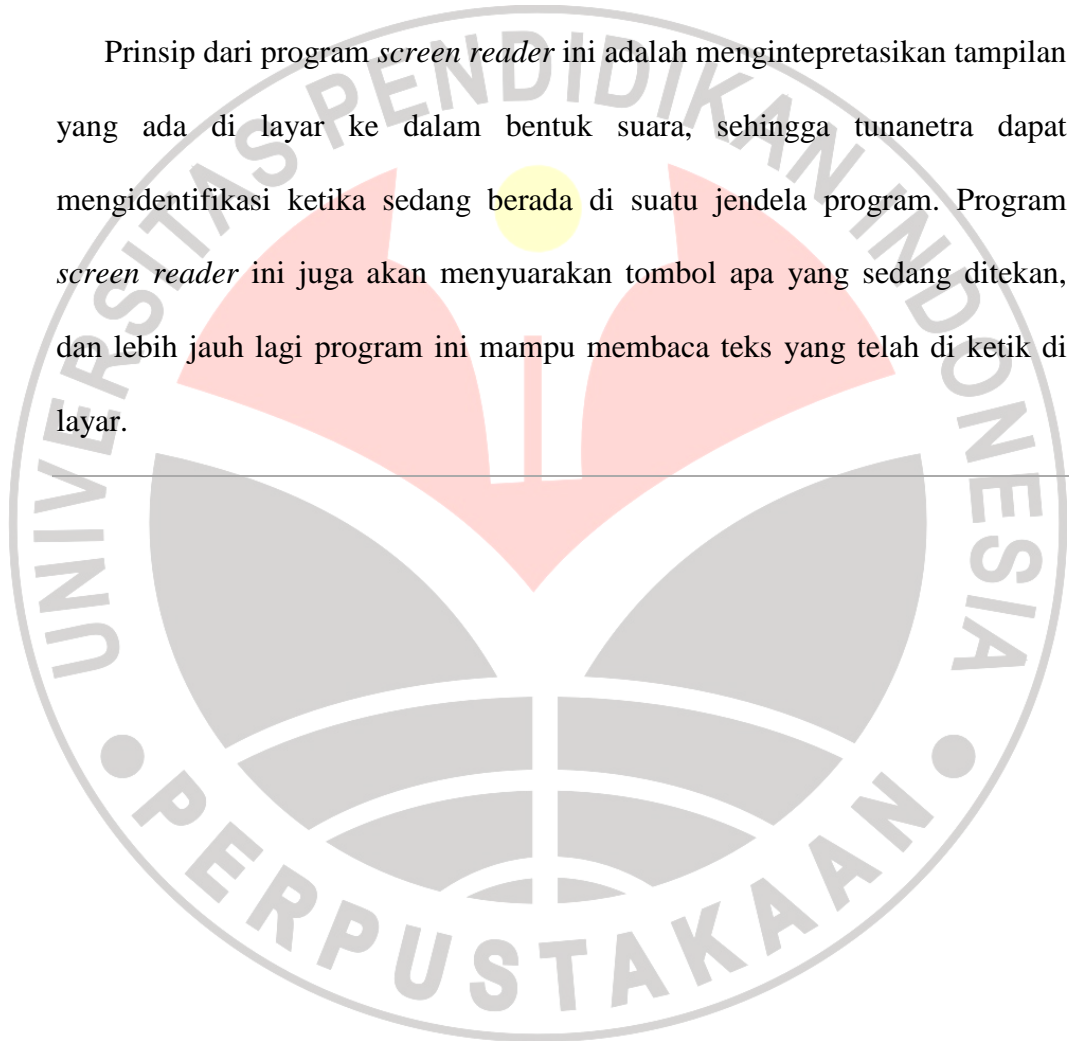 Prinsip dari program screen reader ini adalah mengintepretasikan tampilan
yang ada di layar ke dalam bentuk suara, sehingga tunanetra dapat
mengidentifikasi ketika sedang berada di suatu jendela program. Program
screen reader ini juga akan menyuarakan tombol apa yang sedang ditekan,
dan lebih jauh lagi program ini mampu membaca teks yang telah di ketik di
layar.
UNIVERSITAS PENDIDIKAN INDONESIA
PERPUSTAKAAN